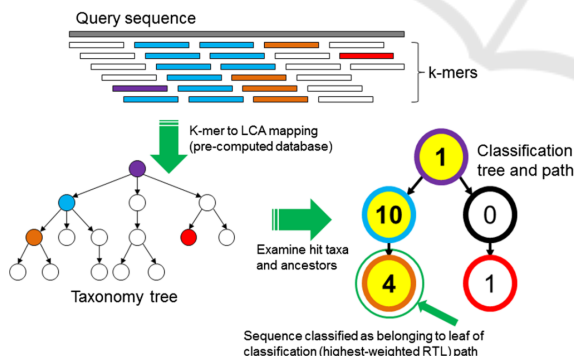 Query sequence
k-mers
K-mer to LCA mapping
(pre-computed database)
1
Classification
tree and path
10
0
Examine hit taxa
and ancestors
4
1
Taxonomy tree
Sequence classified as belonging to leaf of
classification (highest-weighted RTL) path